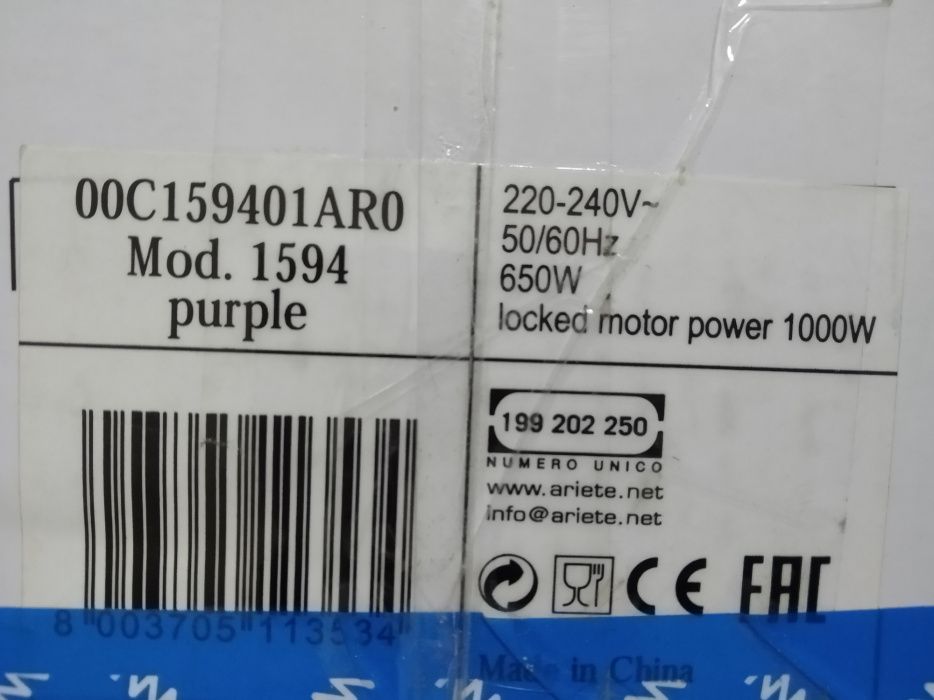 00C159401AR0
Mod. 1594
purple
220-240V~
50/60Hz
650W
locked motor power 1000W
199 202 250
NUMERO UNICO
www.ariete.net
info@ariete.net
CE EAC
8 003705 113534
Made in China